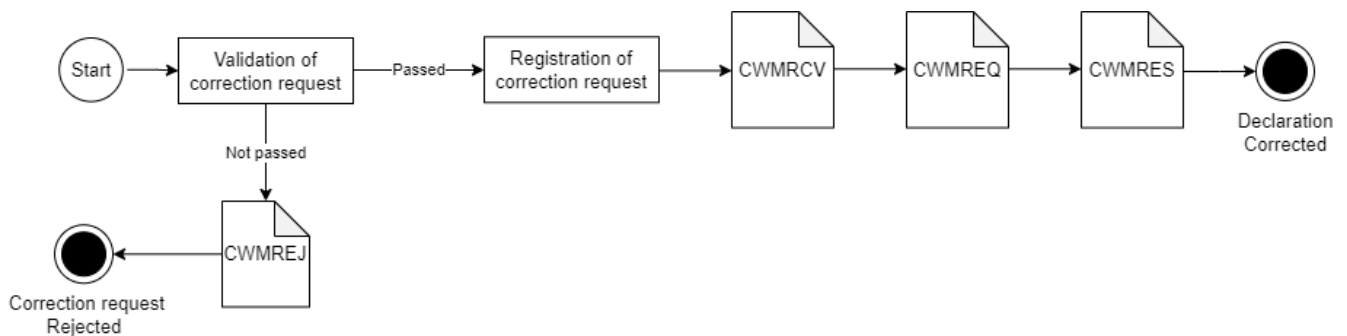 Start
Validation of
correction request
Passed
Registration of
correction request
CWMRCV
CWMREQ
CWMRES
Declaration
Corrected
Not passed
CWMREJ
Correction request
Rejected